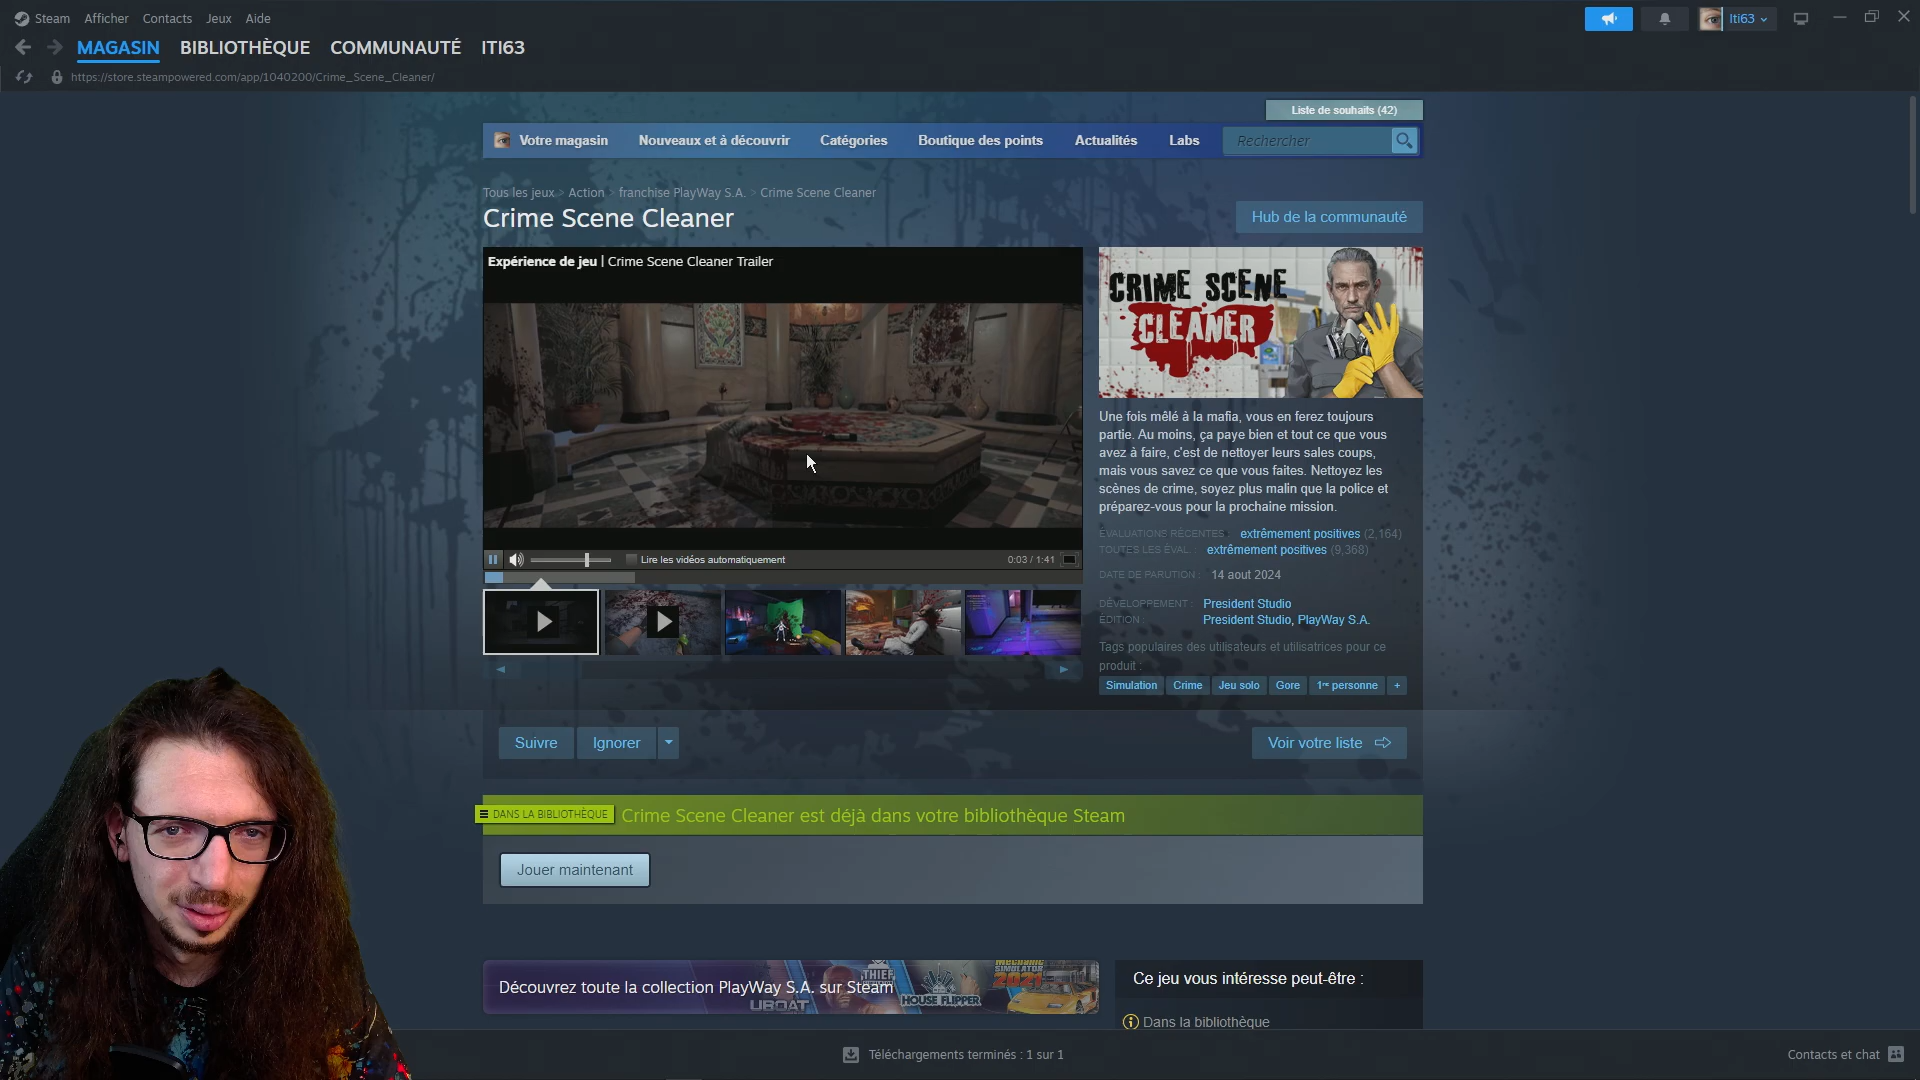 Steam Afficher Contacts Jeux Aide
Iti63
MAGASIN BIBLIOTHÈQUE COMMUNAUTÉ ITI63
https://store.steampowered.com/app/1040200/Crime_Scene_Cleaner/
Liste de souhaits (42)
Votre magasin Nouveaux et à découvrir Catégories Boutique des points Actualités Labs Rechercher
Tous les jeux > Action > franchise PlayWay S.A. > Crime Scene Cleaner
Crime Scene Cleaner
Hub de la communauté
Expérience de jeu | Crime Scene Cleaner Trailer
CRIME SCENE
CLEANER
Une fois mêlé à la mafia, vous en ferez toujours
partie. Au moins, ça paye bien et tout ce que vous
avez à faire, c'est de nettoyer leurs sales coups,
mais vous savez ce que vous faites. Nettoyez les
scènes de crime, soyez plus malin que la police et
préparez-vous pour la prochaine mission.
ÉVALUATIONS RÉCENTES : extrêmement positives (2,164)
TOUTES LES ÉVAL. : extrêmement positives (9,368)
DATE DE PARUTION : 14 aout 2024
DÉVELOPPEMENT : President Studio
ÉDITION : President Studio, PlayWay S.A.
Tags populaires des utilisateurs et utilisatrices pour ce
produit :
Simulation Crime Jeu solo Gore 1re personne +
Lire les vidéos automatiquement 0:03 / 1:41
Suivre Ignorer Voir votre liste
DANS LA BIBLIOTHÈQUE Crime Scene Cleaner est déjà dans votre bibliothèque Steam
Jouer maintenant
Découvrez toute la collection PlayWay S.A. sur Steam
THIEF
UBOAT
HOUSE FLIPPER
MECHANIC
SIMULATOR
2021
Ce jeu vous intéresse peut-être :
Dans la bibliothèque
Téléchargements terminés : 1 sur 1
Contacts et chat